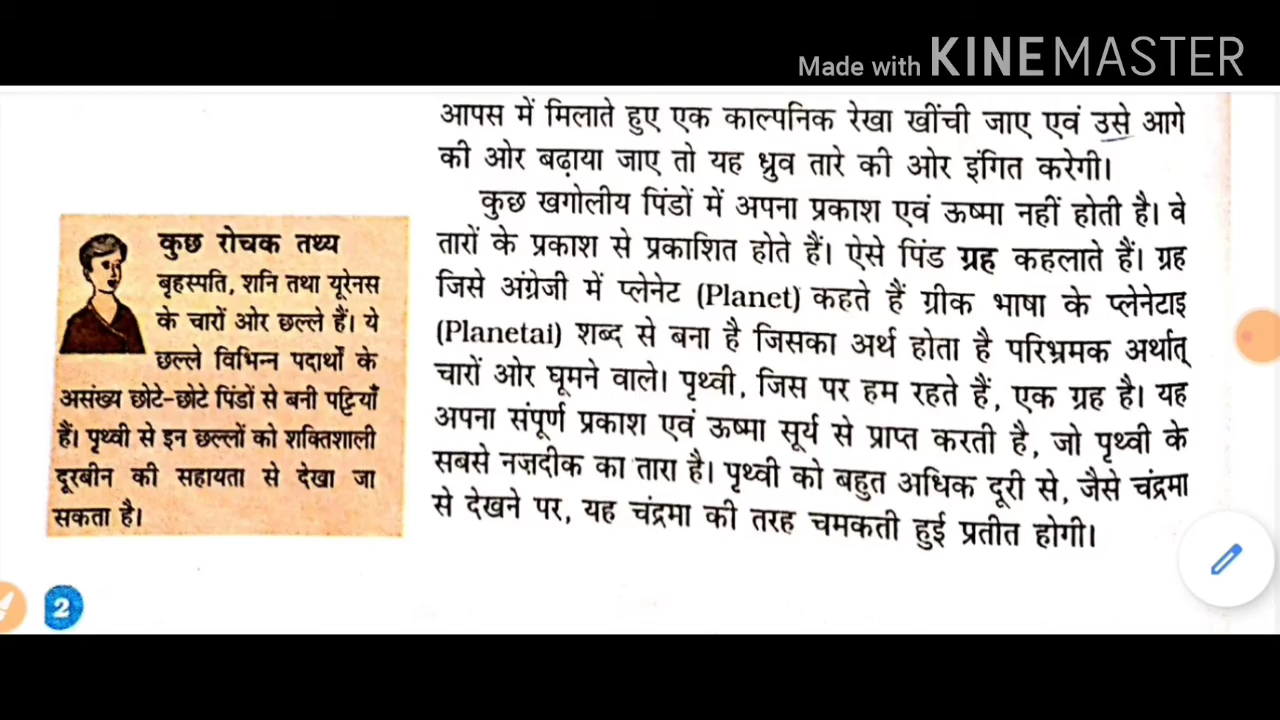 Made with KINEMASTER
आपस में मिलाते हुए एक काल्पनिक रेखा खींची जाए एवं उसे आगे
की ओर बढ़ाया जाए तो यह ध्रुव तारे की ओर इंगित करेगी।
कुछ खगोलीय पिंडों में अपना प्रकाश एवं ऊष्मा नहीं होती है। वे
तारों के प्रकाश से प्रकाशित होते हैं। ऐसे पिंड ग्रह कहलाते हैं। ग्रह
जिसे अंग्रेजी में प्लेनेट (Planet) कहते हैं ग्रीक भाषा के प्लेनेटाइ
(Planetai) शब्द से बना है जिसका अर्थ होता है परिभ्रमक अर्थात्
चारों ओर घूमने वाले। पृथ्वी, जिस पर हम रहते हैं, एक ग्रह है। यह
अपना संपूर्ण प्रकाश एवं ऊष्मा सूर्य से प्राप्त करती है, जो पृथ्वी के
सबसे नज़दीक का तारा है। पृथ्वी को बहुत अधिक दूरी से, जैसे चंद्रमा
से देखने पर, यह चंद्रमा की तरह चमकती हुई प्रतीत होगी।
कुछ रोचक तथ्य
बृहस्पति, शनि तथा यूरेनस
के चारों ओर छल्ले हैं। ये
छल्ले विभिन्न पदार्थों के
असंख्य छोटे-छोटे पिंडों से बनी पट्टियाँ
हैं। पृथ्वी से इन छल्लों को शक्तिशाली
दूरबीन की सहायता से देखा जा
सकता है।
2